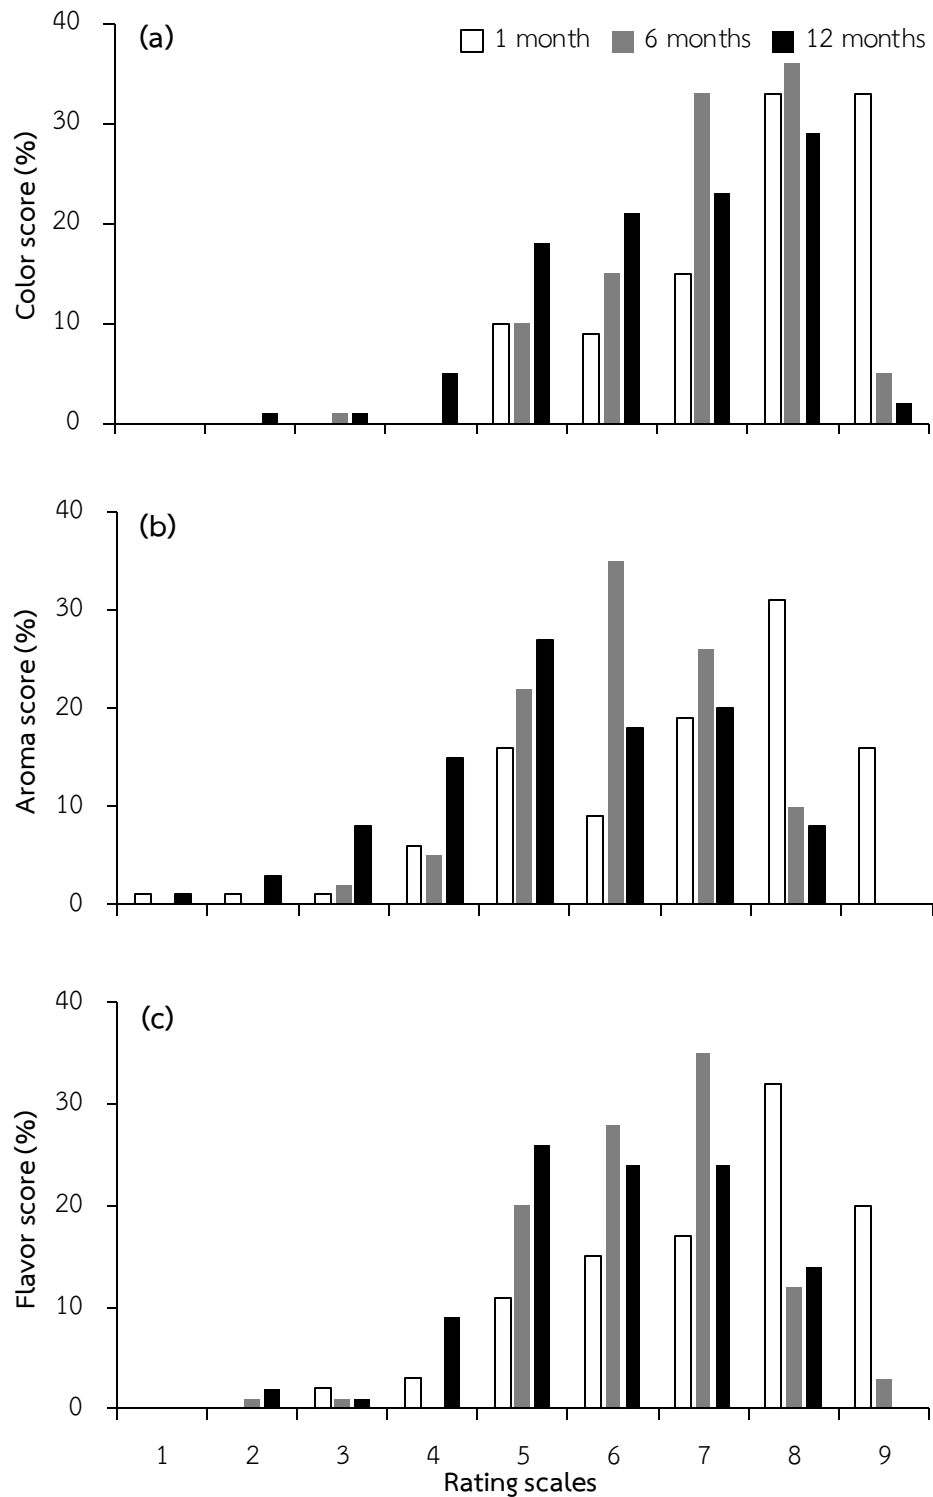 (a)
1 month 6 months 12 months
Color score (%)
40
30
20
10
0
(b)
Aroma score (%)
40
30
20
10
0
(c)
Flavor score (%)
40
30
20
10
0
1 2 3 4 5 6 7 8 9
Rating scales